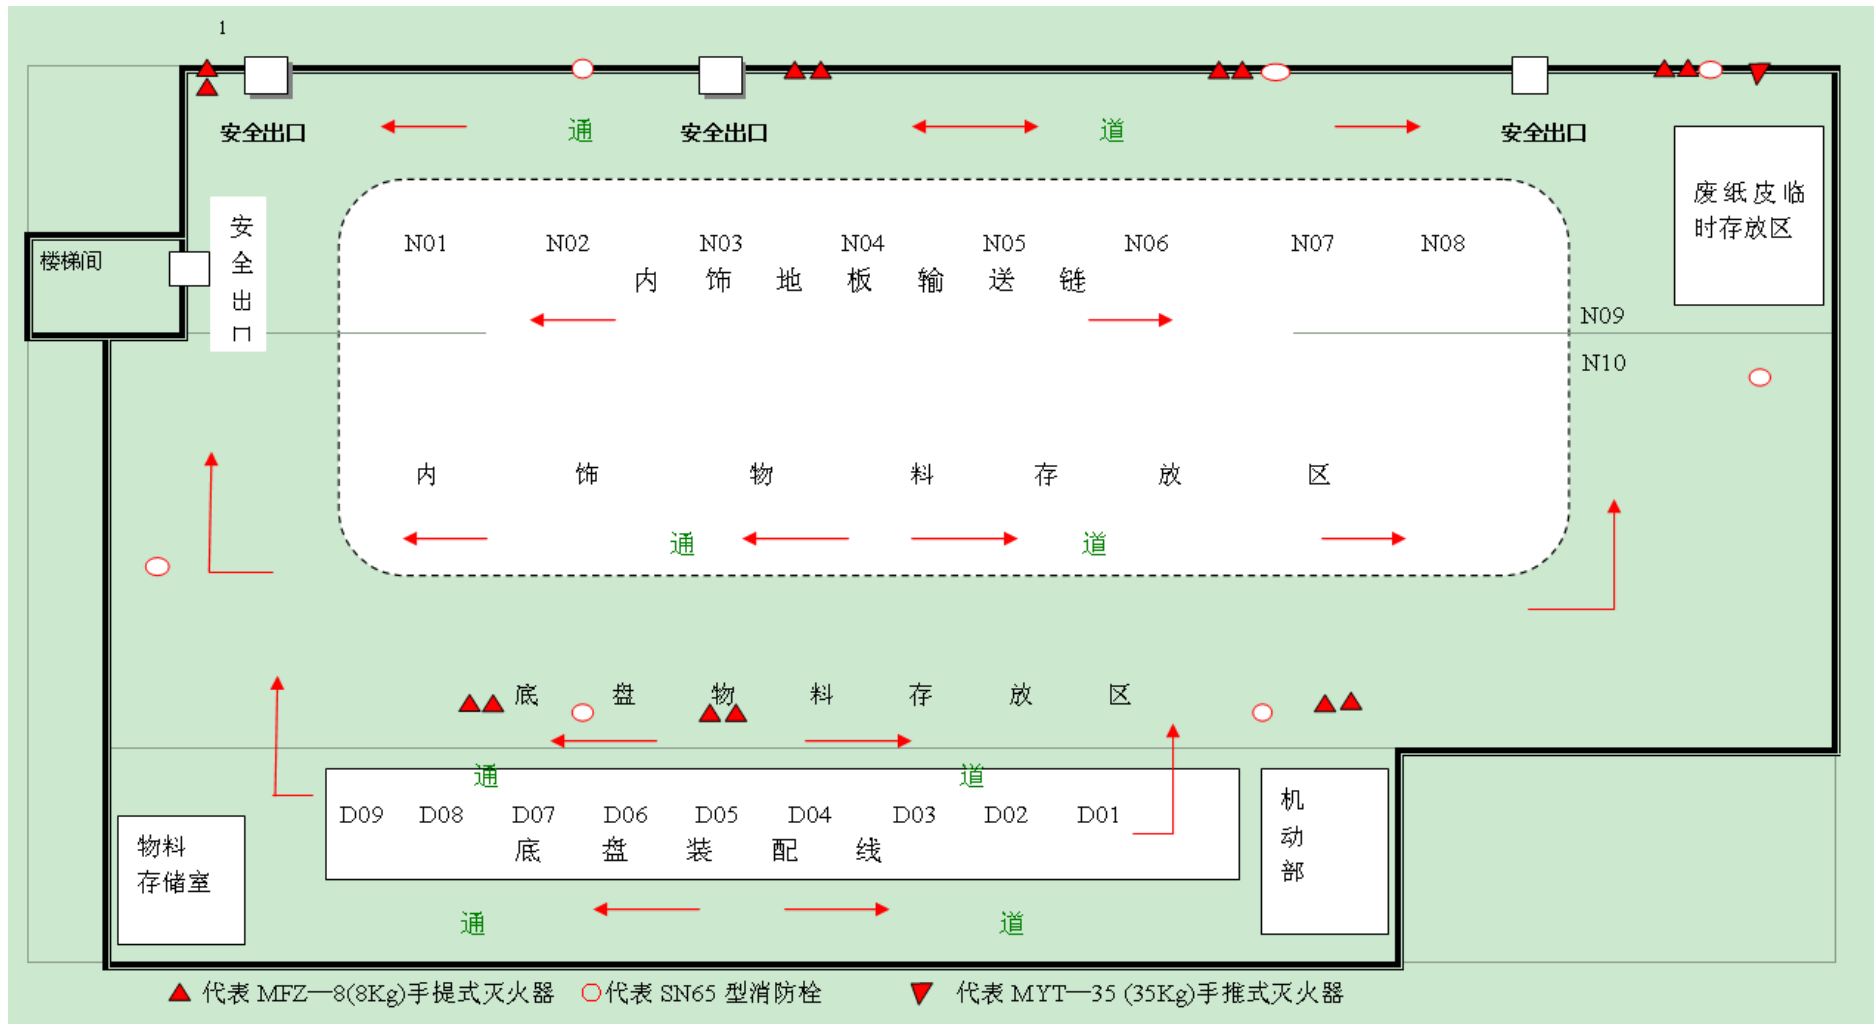 1
安全出口
通
安全出口
道
安全出口
废纸皮临
时存放区
安
全
出
口
楼梯间
N01 N02 N03 N04 N05 N06 N07 N08
内饰地板输送链
N09
N10
内饰物料存放区
通 道
底盘物料存放区
通 道
D09 D08 D07 D06 D05 D04 D03 D02 D01
底盘装配线
机
动
部
物料
存储室
通 道
代表 MFZ—8(8Kg)手提式灭火器 代表 SN65 型消防栓 代表 MYT—35 (35Kg)手推式灭火器